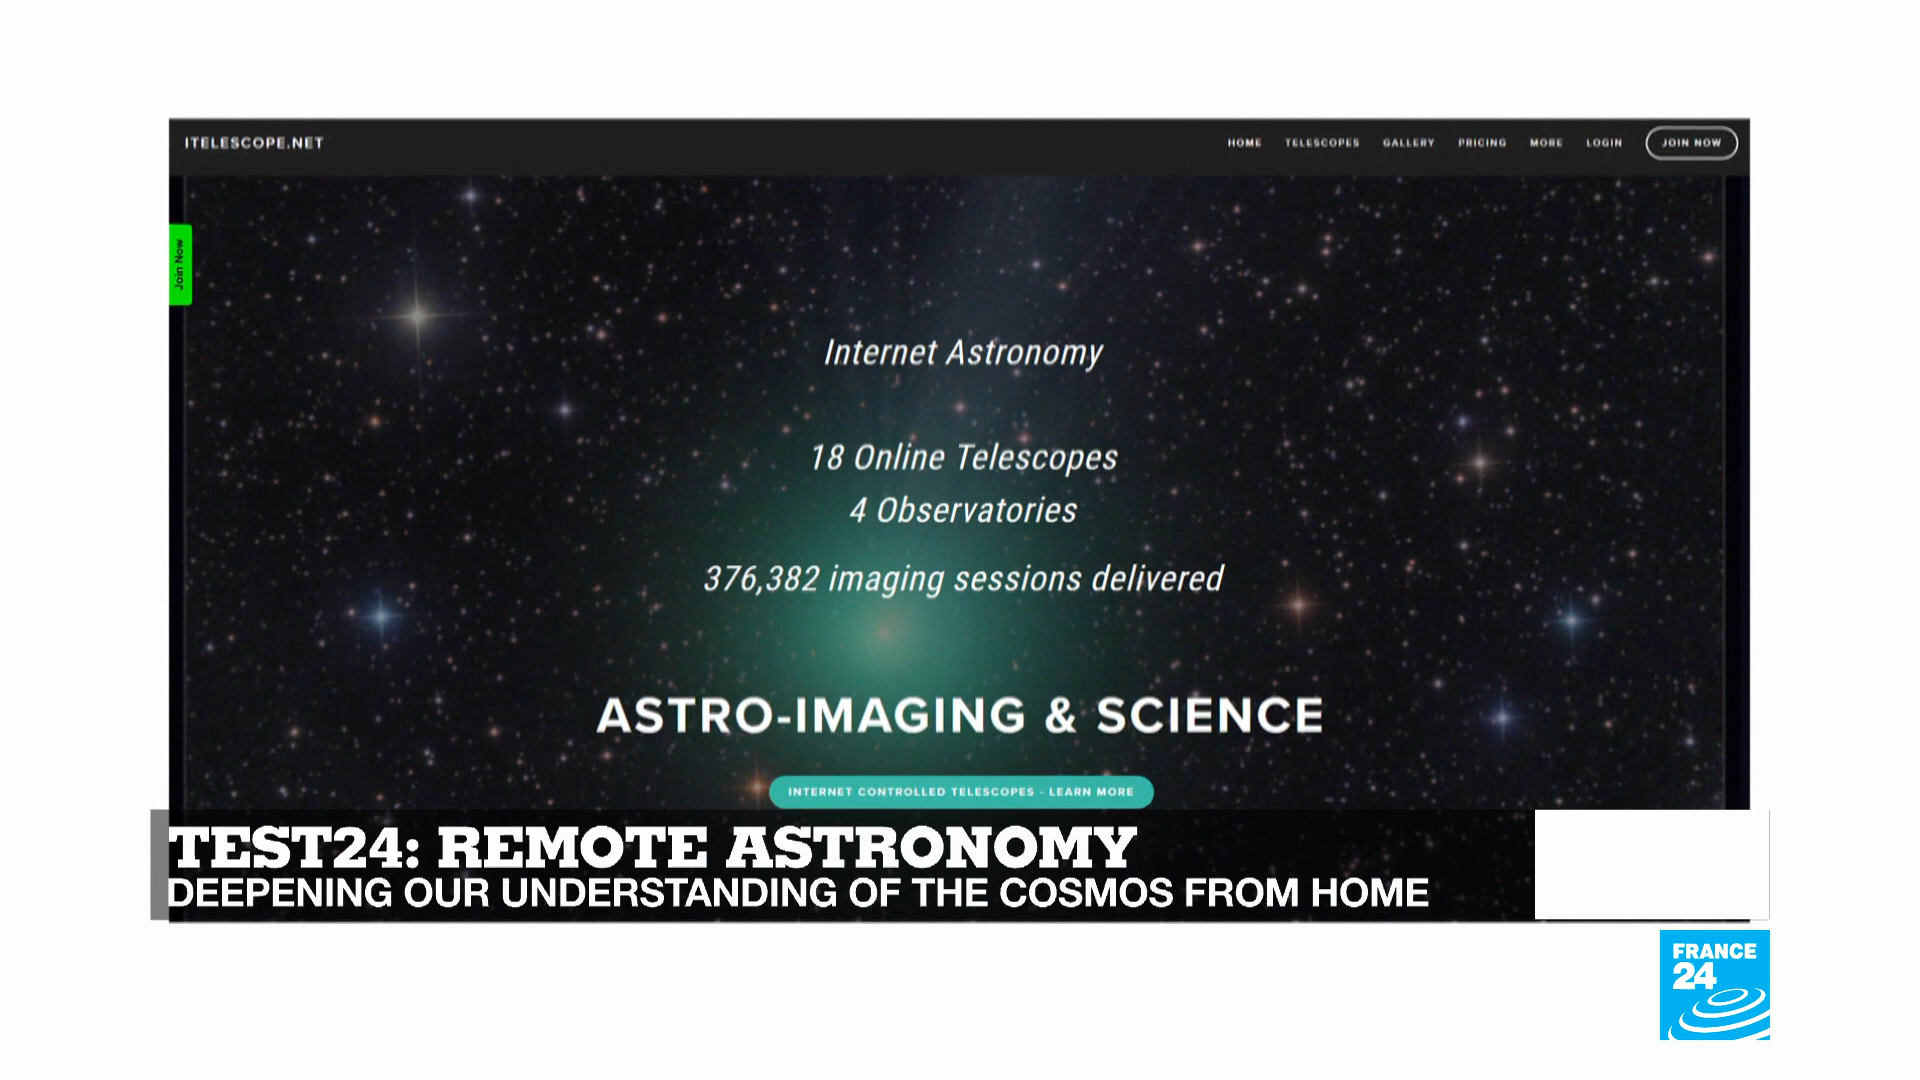 ITELESCOPE.NET
HOME TELESCOPES GALLERY PRICING MORE LOGIN JOIN NOW
Join Now
Internet Astronomy
18 Online Telescopes
4 Observatories
376,382 imaging sessions delivered
ASTRO-IMAGING & SCIENCE
INTERNET CONTROLLED TELESCOPES - LEARN MORE
TEST24: REMOTE ASTRONOMY
DEEPENING OUR UNDERSTANDING OF THE COSMOS FROM HOME
FRANCE
24